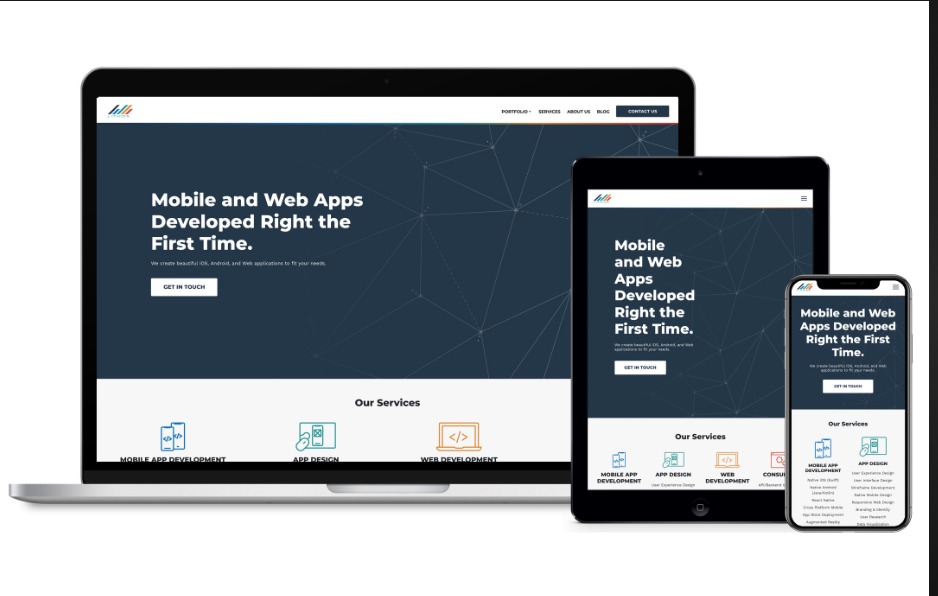 PORTFOLIO SERVICES ABOUT US BLOG CONTACT US
Mobile and Web Apps
Developed Right the
First Time.
We create beautiful iOS, Android, and Web applications to fit your needs.
GET IN TOUCH
Our Services
MOBILE APP DEVELOPMENT APP DESIGN WEB DEVELOPMENT
Mobile
and Web
Apps
Developed
Right the
First Time.
We create beautiful iOS, Android, and Web
applications to fit your needs.
GET IN TOUCH
Our Services
MOBILE APP
DEVELOPMENT
APP DESIGN
User Experience Design
WEB
DEVELOPMENT
CONSU
API/Backend
Mobile and Web
Apps Developed
Right the First
Time.
We create beautiful iOS, Android, and Web
applications to fit your needs.
GET IN TOUCH
Our Services
MOBILE APP
DEVELOPMENT
Native iOS (Swift)
Native Android
(Java/Kotlin)
React Native
Cross-Platform Mobile
App Store Deployment
Augmented Reality
APP DESIGN
User Experience Design
User Interface Design
Wireframe Development
Native Mobile Design
Responsive Web Design
Branding & Identity
User Research
Data Visualization